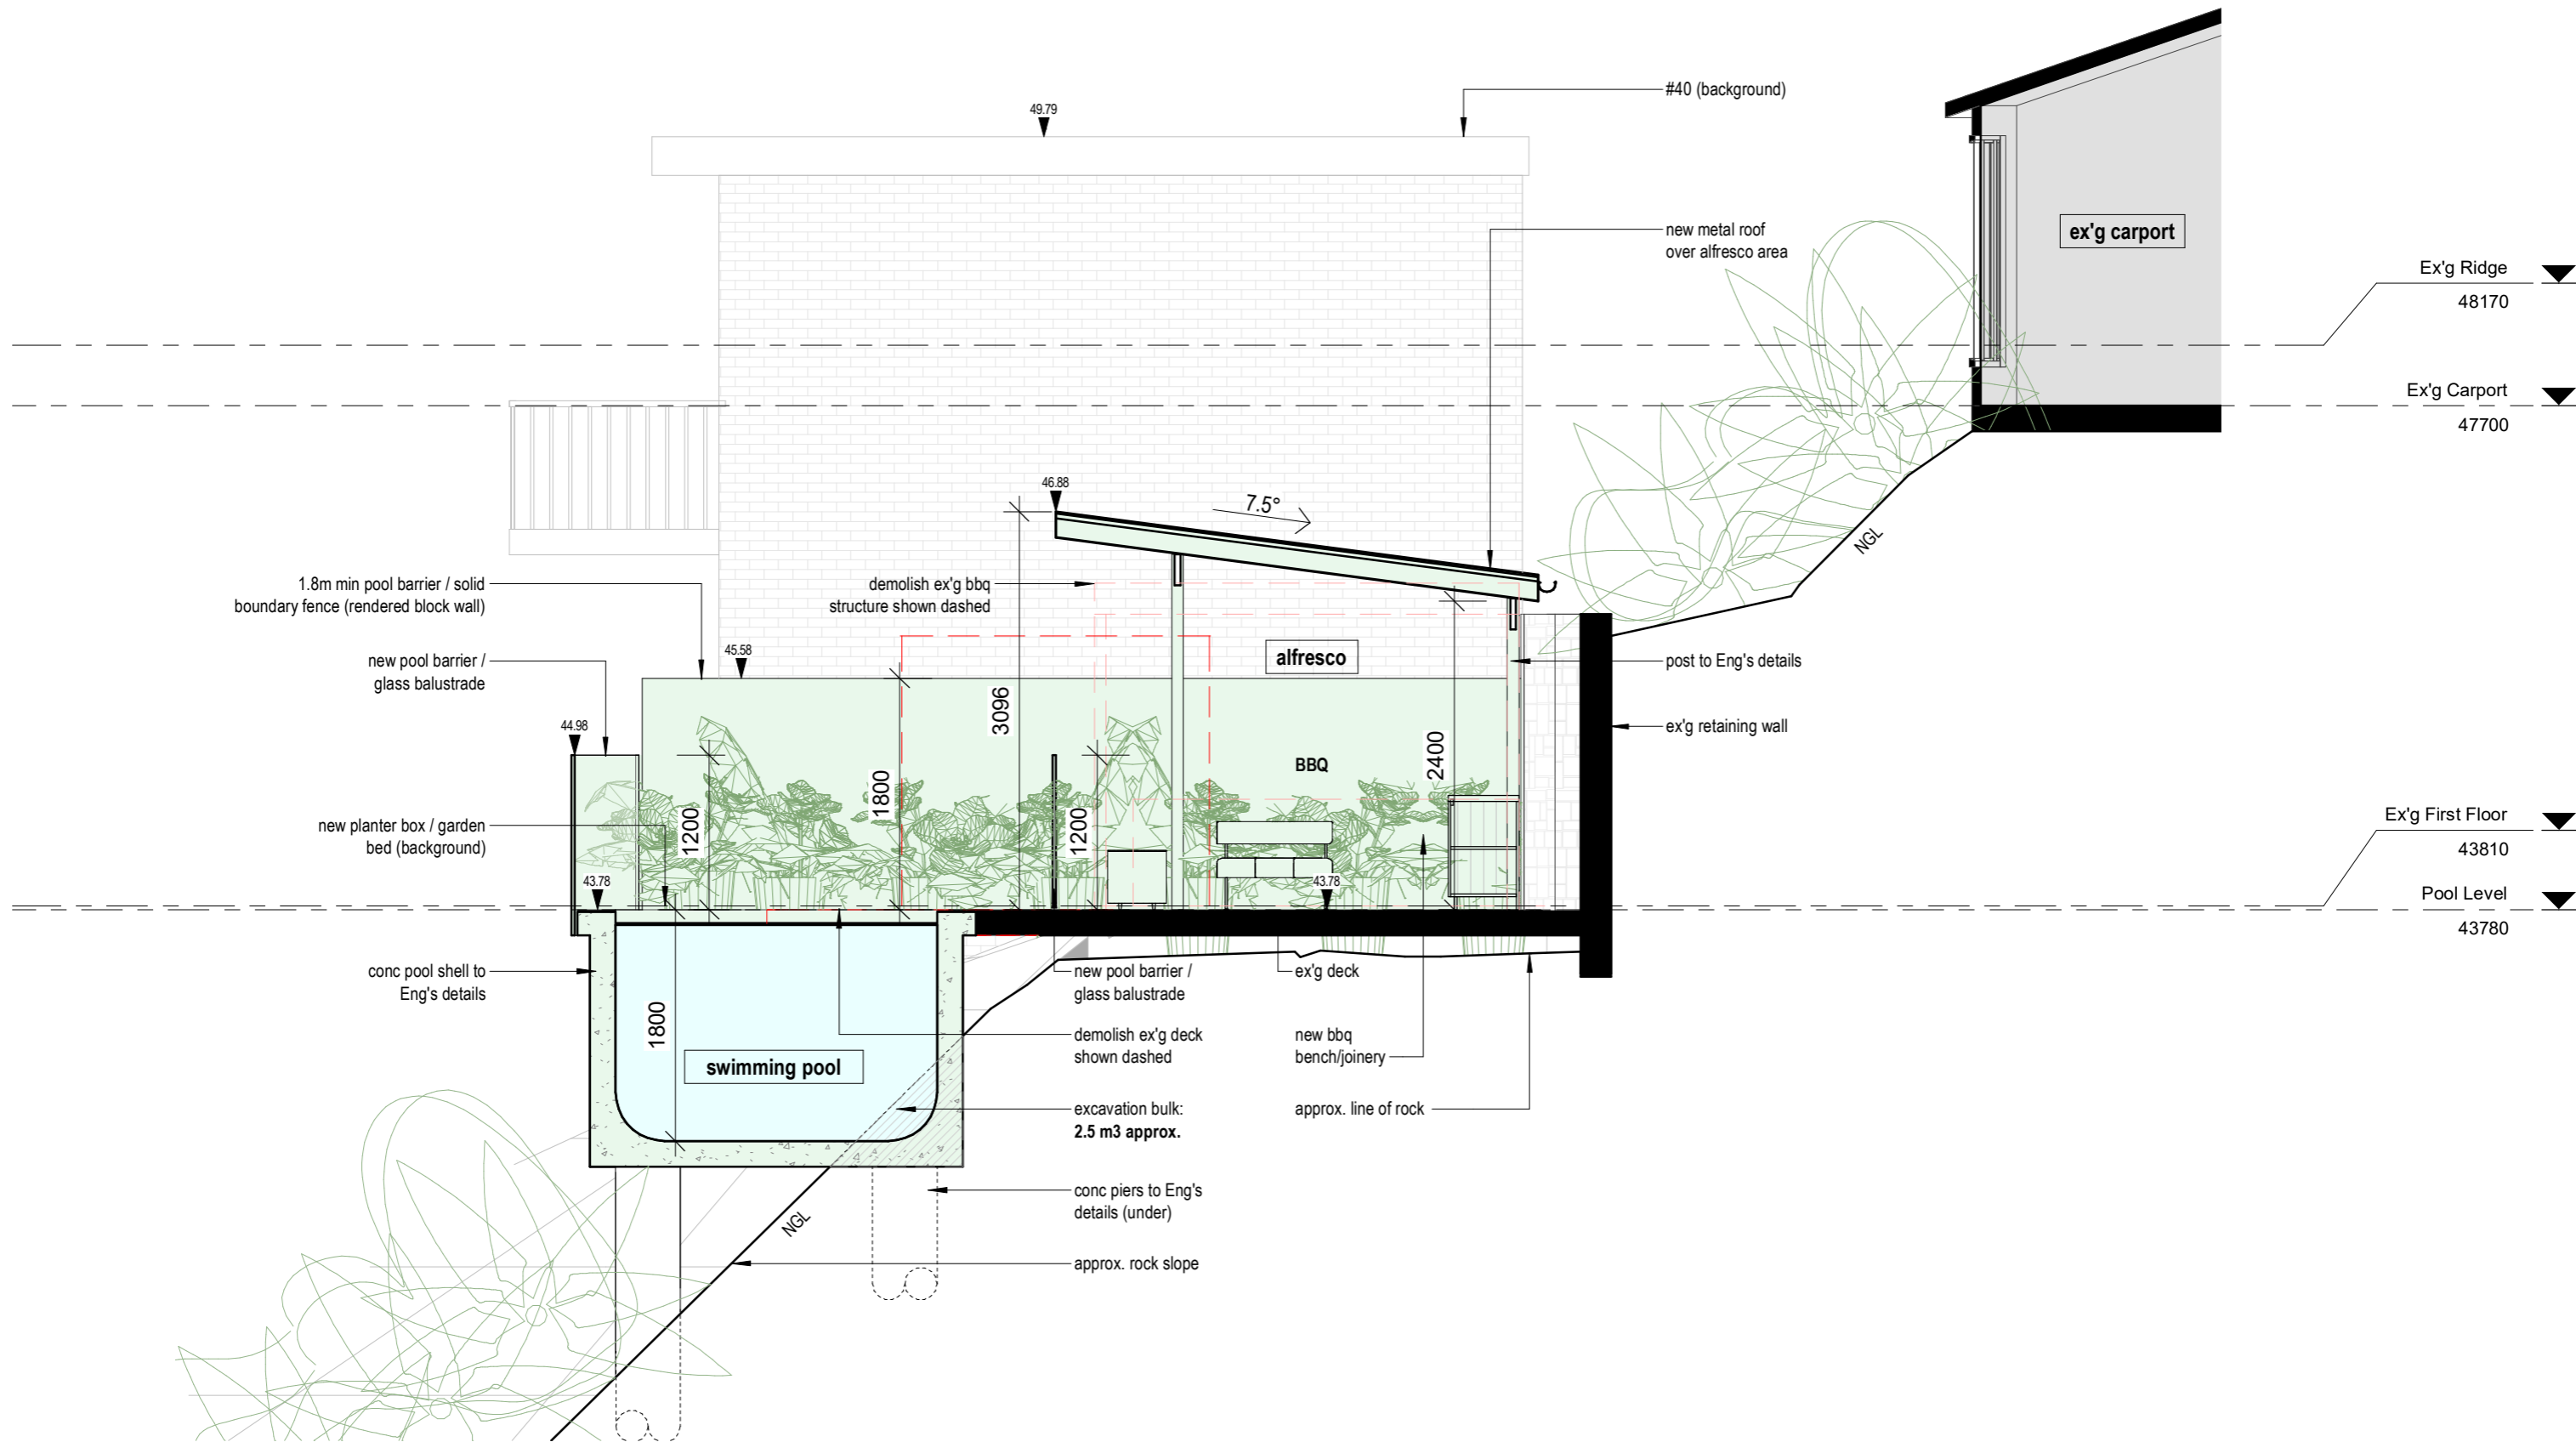 #40 (background)
49.79
new metal roof
over alfresco area
ex'g carport
Ex'g Ridge
48170
Ex'g Carport
47700
46.88
7.5°
NGL
1.8m min pool barrier / solid
boundary fence (rendered block wall)
demolish ex'g bbq
structure shown dashed
new pool barrier /
glass balustrade
45.58
alfresco
post to Eng's details
44.98
3096
ex'g retaining wall
1800
2400
BBQ
new planter box / garden
bed (background)
1200
1200
Ex'g First Floor
43810
43.78
43.78
Pool Level
43780
conc pool shell to
Eng's details
new pool barrier /
glass balustrade
ex'g deck
1800
demolish ex'g deck
shown dashed
new bbq
bench/joinery
swimming pool
excavation bulk:
2.5 m3 approx.
approx. line of rock
conc piers to Eng's
details (under)
NGL
approx. rock slope